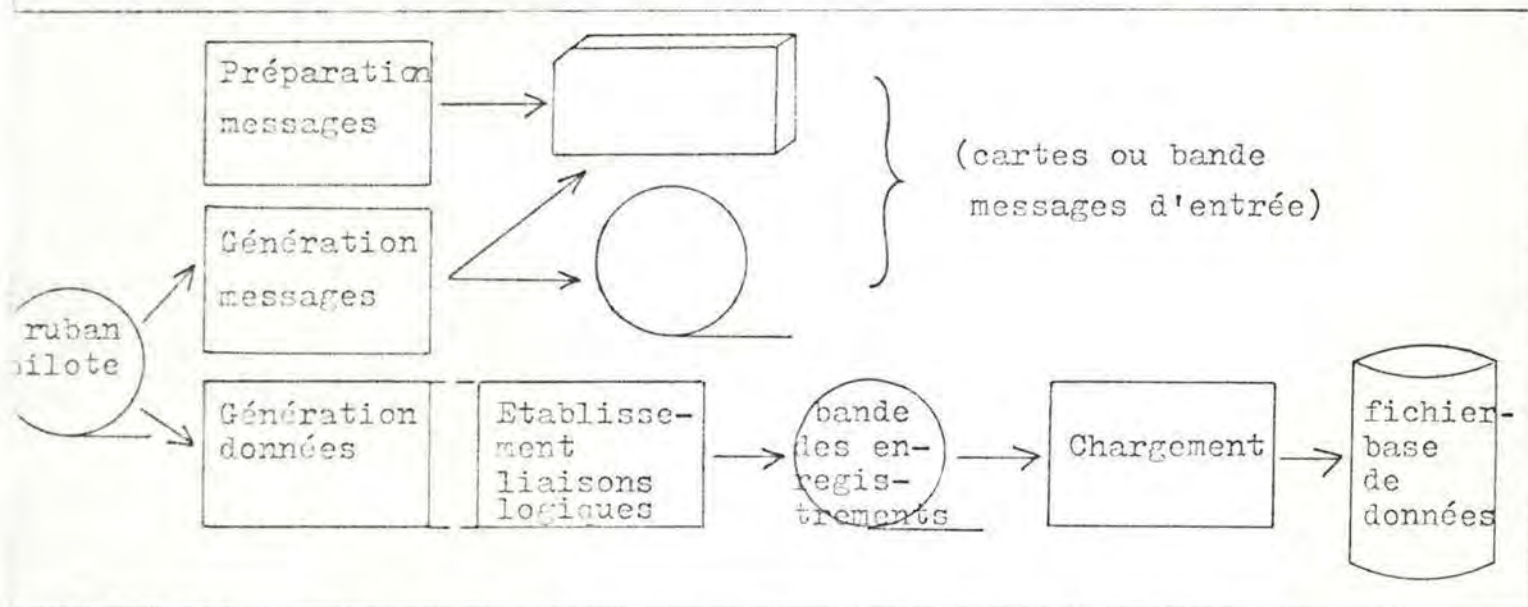 Préparation
messages
(cartes ou bande
messages d'entrée)
Génération
messages
ruban
pilote
Génération
données
Etablisse-
ment
liaisons
logiques
bande
des en-
regis-
trements
Chargement
fichier-
base
de
données